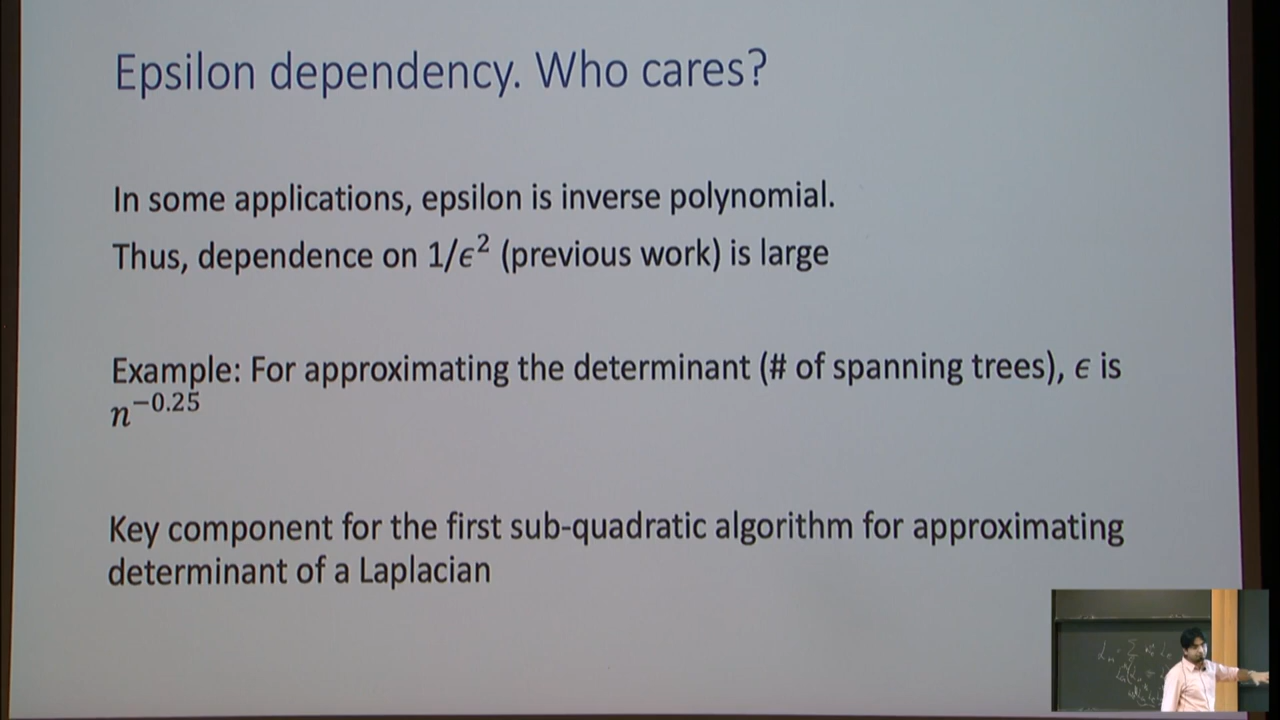 Epsilon dependency. Who cares?
In some applications, epsilon is inverse polynomial.
Thus, dependence on 1/ϵ² (previous work) is large
Example: For approximating the determinant (# of spanning trees), ϵ is
n⁻⁰·²⁵
Key component for the first sub-quadratic algorithm for approximating
determinant of a Laplacian